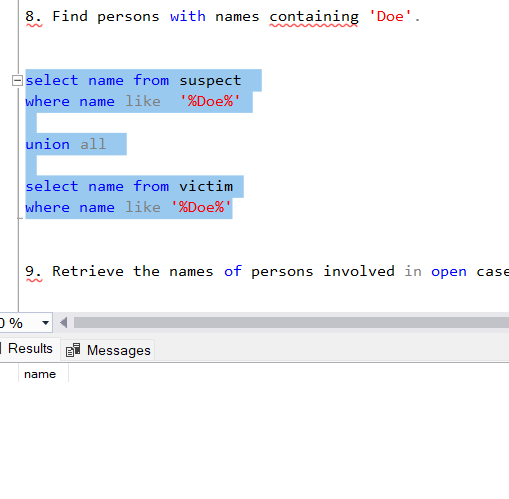 8. Find persons with names containing 'Doe'.
select name from suspect
where name like  '%Doe%'
union all
select name from victim
where name like '%Doe%'
9. Retrieve the names of persons involved in open case
0 %
Results
Messages
name